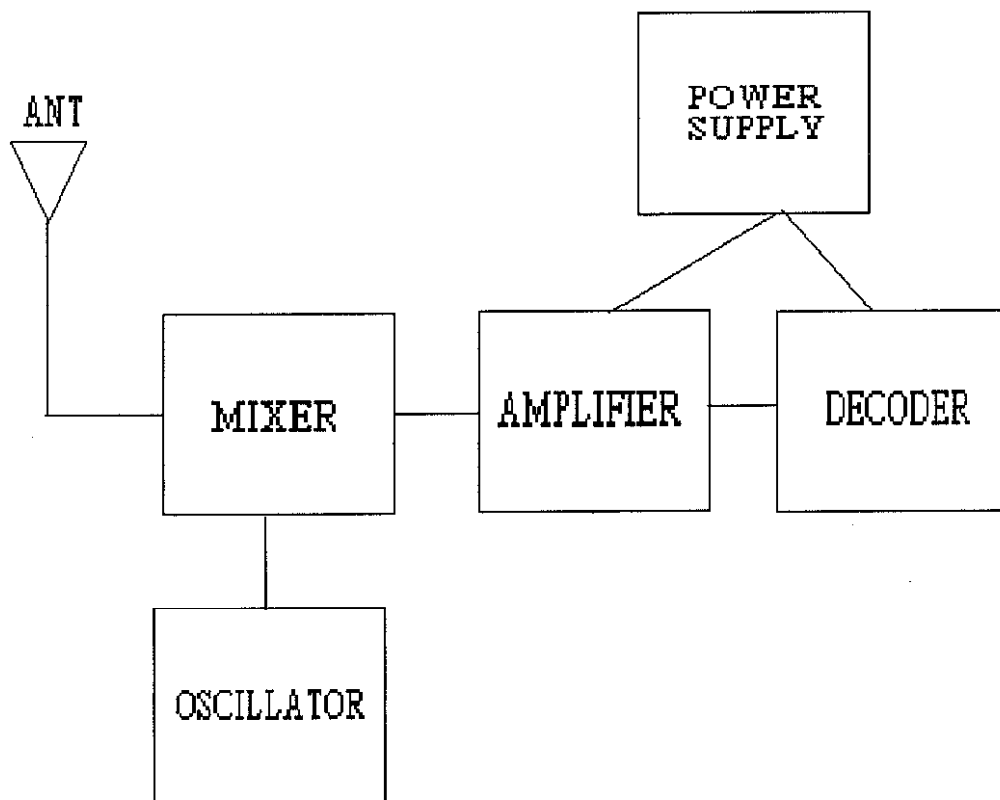 POWER
SUPPLY
ANT
MIXER
AMPLIFIER
DECODER
OSCILLATOR